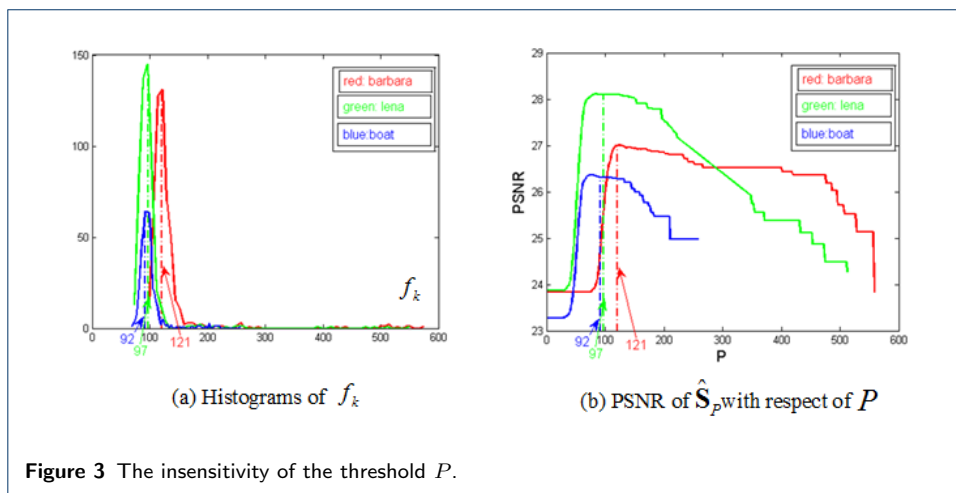 150
100
50
0
0
100
200
300
400
500
600
red: barbara
green: lena
blue:boat
f_k
92
97
121
(a) Histograms of f_k
29
28
27
26
25
24
23
PSNR
0
100
200
300
400
500
600
P
red: barbara
green: lena
blue:boat
92
97
121
(b) PSNR of Ŝ_P with respect of P
Figure 3 The insensitivity of the threshold P.